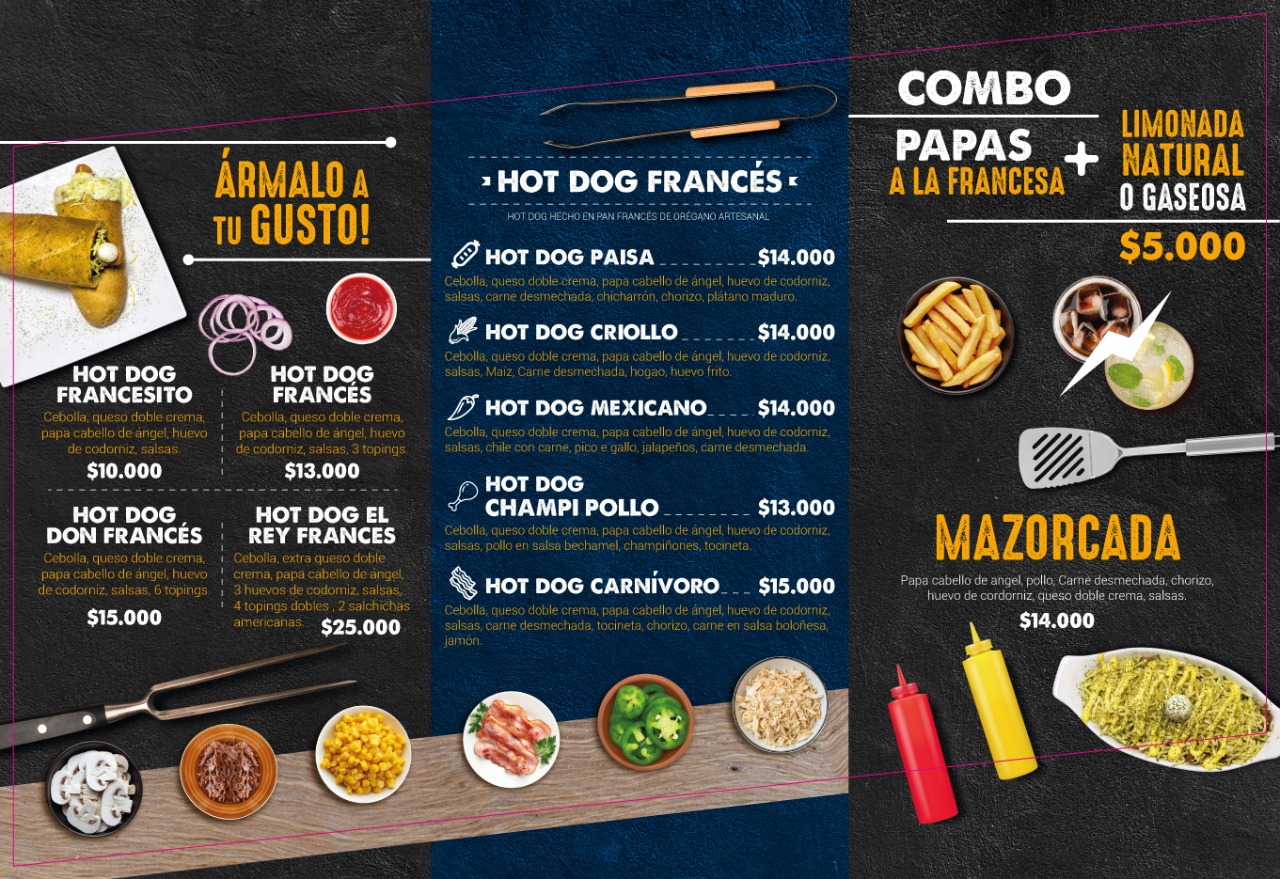 ÁRMALO A
TU GUSTO!
HOT DOG
FRANCESITO
Cebolla, queso doble crema,
papa cabello de ángel, huevo
de codorniz, salsas.
$10.000
HOT DOG
FRANCÉS
Cebolla, queso doble crema,
papa cabello de ángel, huevo
de codorniz, salsas, 3 topings.
$13.000
HOT DOG
DON FRANCÉS
Cebolla, queso doble crema,
papa cabello de ángel, huevo
de codorniz, salsas, 6 topings
$15.000
HOT DOG EL
REY FRANCES
Cebolla, extra queso doble
crema, papa cabello de ángel,
3 huevos de codorniz, salsas,
4 topings dobles , 2 salchichas
americanas. $25.000
HOT DOG FRANCÉS
HOT DOG HECHO EN PAN FRANCÉS DE ORÉGANO ARTESANAL
HOT DOG PAISA $14.000
Cebolla, queso doble crema, papa cabello de ángel, huevo de codorniz,
salsas, carne desmechada, chicharrón, chorizo, plátano maduro.
HOT DOG CRIOLLO $14.000
Cebolla, queso doble crema, papa cabello de ángel, huevo de codorniz,
salsas, Maíz, Carne desmechada, hogao, huevo frito.
HOT DOG MEXICANO $14.000
Cebolla, queso doble crema, papa cabello de ángel, huevo de codorniz,
salsas, chile con carne, pico e gallo, jalapeños, carne desmechada.
HOT DOG
CHAMPI POLLO $13.000
Cebolla, queso doble crema, papa cabello de ángel, huevo de codorniz,
salsas, pollo en salsa bechamel, champiñones, tocineta.
HOT DOG CARNÍVORO $15.000
Cebolla, queso doble crema, papa cabello de ángel, huevo de codorniz,
salsas, carne desmechada, tocineta, chorizo, carne en salsa boloñesa,
jamón.
COMBO
PAPAS
A LA FRANCESA
+
LIMONADA
NATURAL
O GASEOSA
$5.000
MAZORCADA
Papa cabello de angel, pollo, Carne desmechada, chorizo,
huevo de cordorniz, queso doble crema, salsas.
$14.000